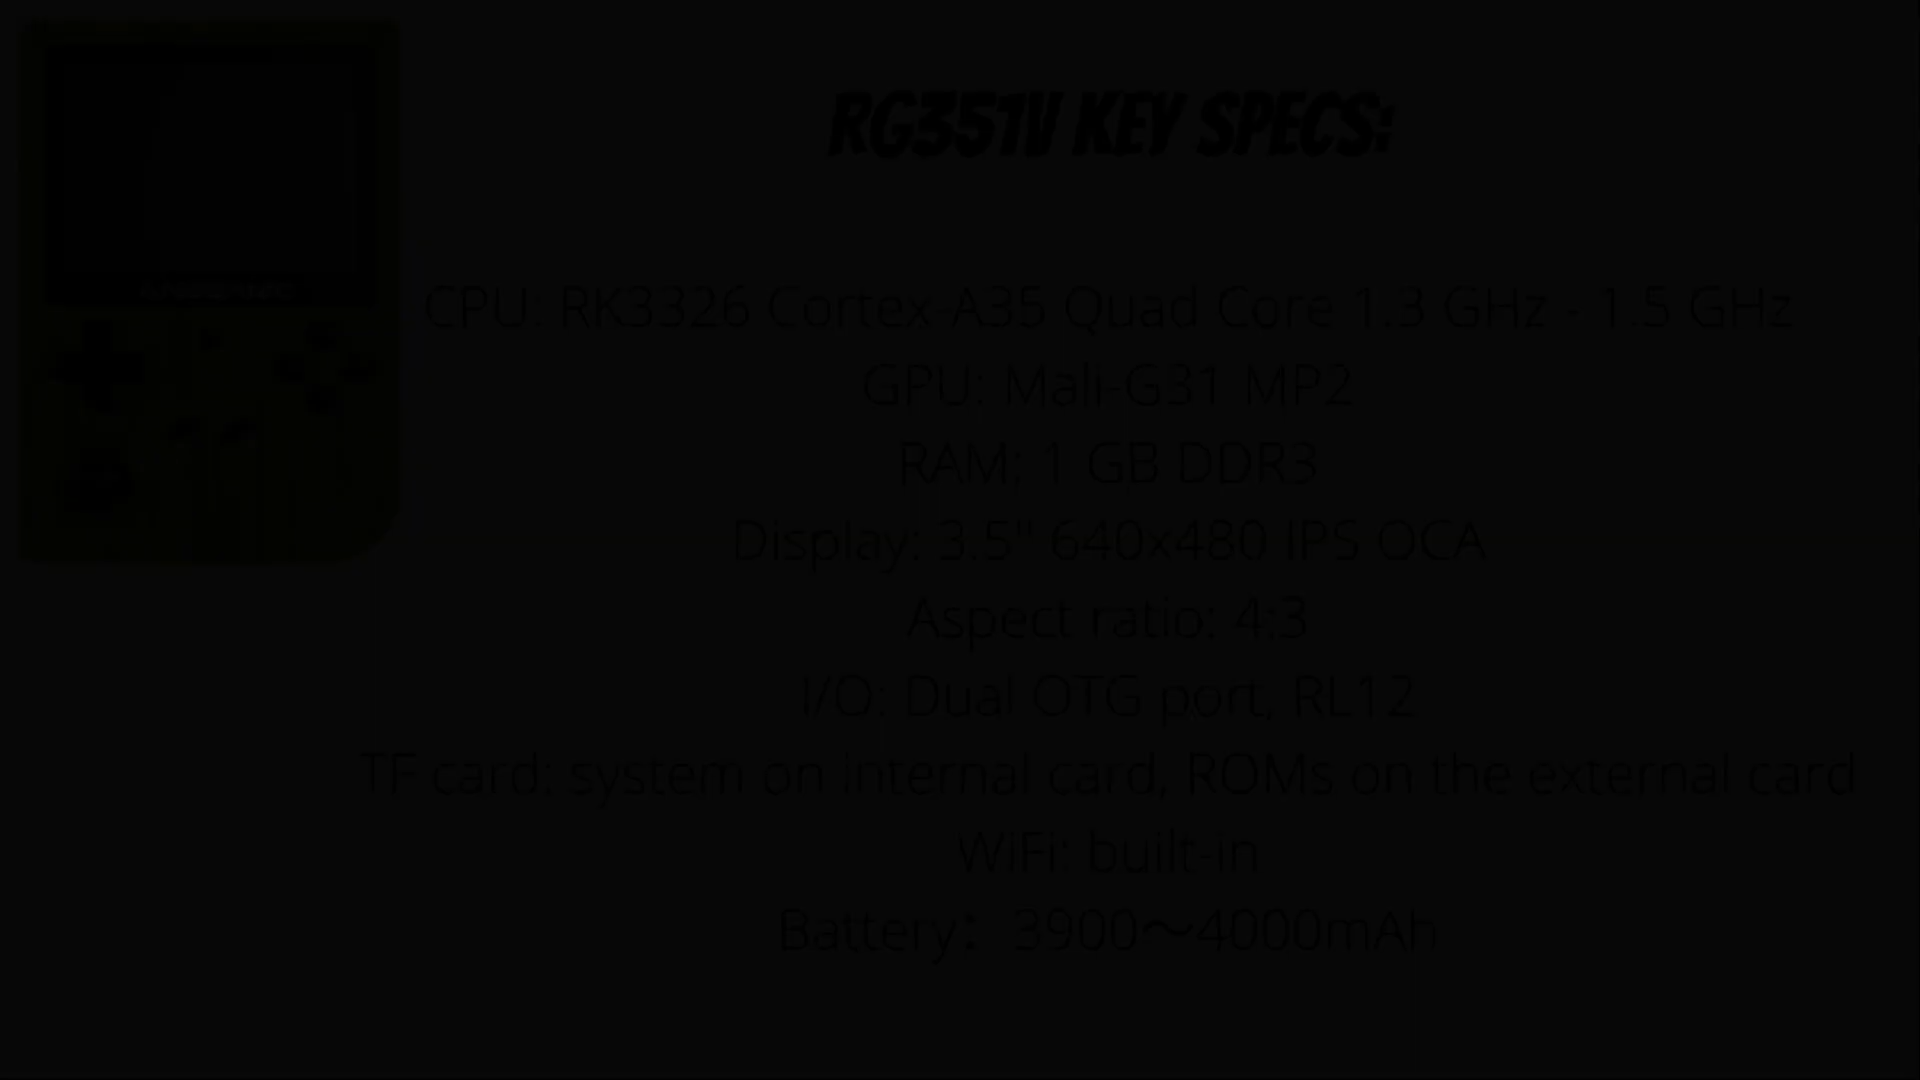 RG351V KEY SPECS:
CPU: RK3326 Cortex-A35 Quad Core 1.3 GHz - 1.5 GHz
GPU: Mali-G31 MP2
RAM; 1 GB DDR3
Display: 3.5" 640x480 IPS OCA
Aspect ratio: 4:3
I/O: Dual OTG port, RL12
TF card: system on internal card, ROMs on the external card
WiFi: built-in
Battery：3900～4000mAh